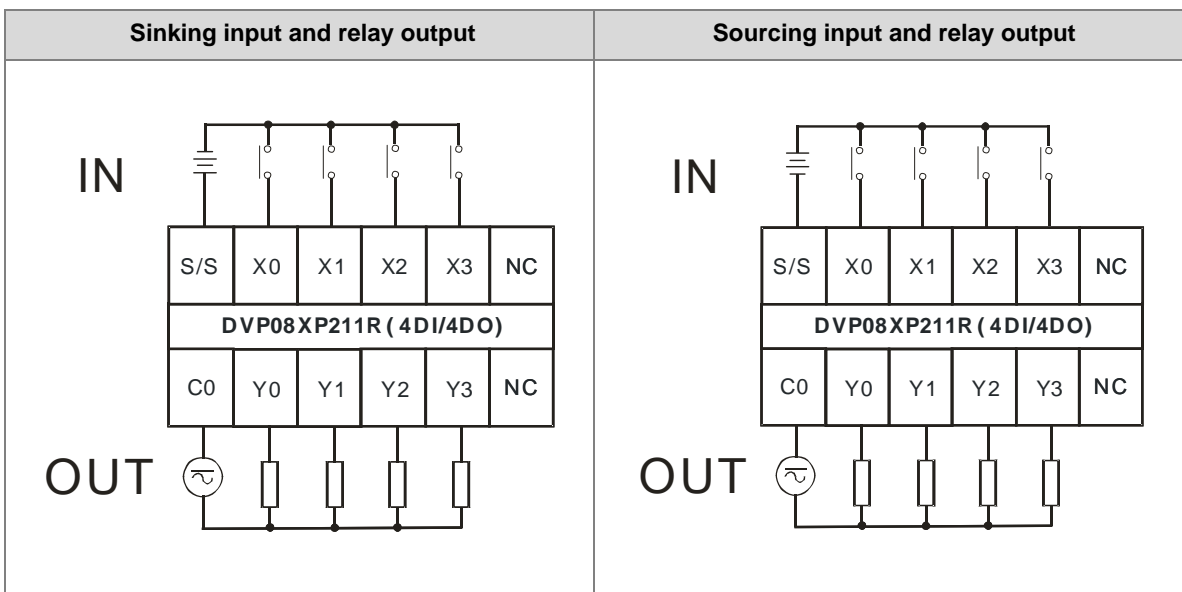 Sinking input and relay output
Sourcing input and relay output
IN
S/S X0 X1 X2 X3 NC
DVP08XP211R ( 4DI/4DO)
C0 Y0 Y1 Y2 Y3 NC
OUT
IN
S/S X0 X1 X2 X3 NC
DVP08XP211R ( 4DI/4DO)
C0 Y0 Y1 Y2 Y3 NC
OUT